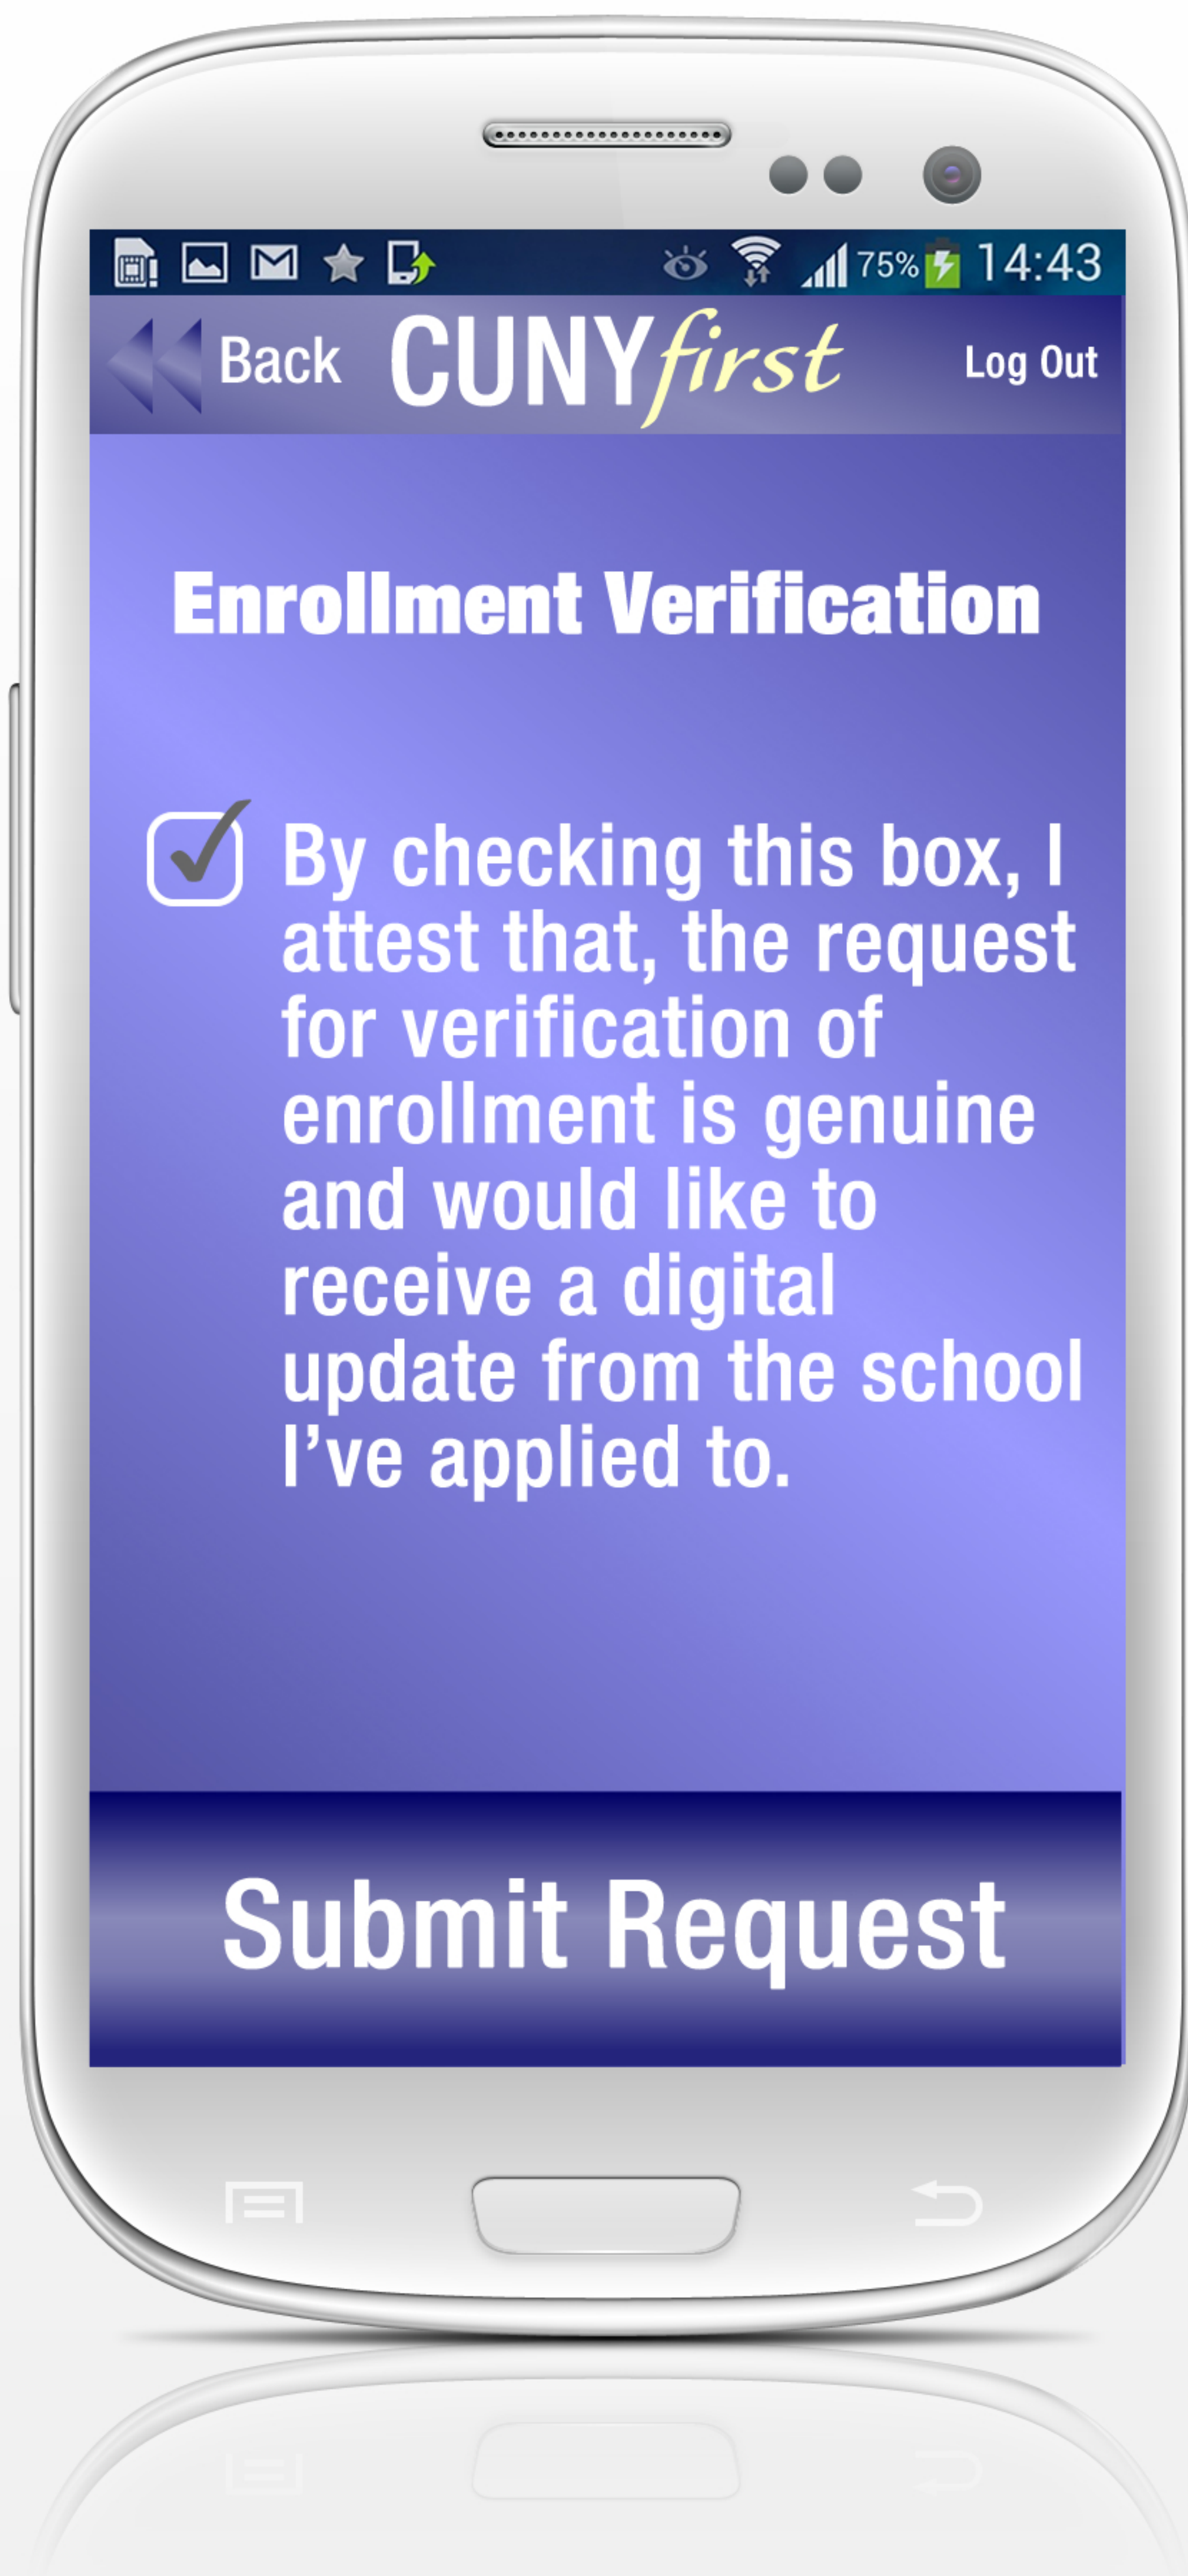 75% 14:43
Back CUNYfirst Log Out
Enrollment Verification
By checking this box, I
attest that, the request
for verification of
enrollment is genuine
and would like to
receive a digital
update from the school
I've applied to.
Submit Request